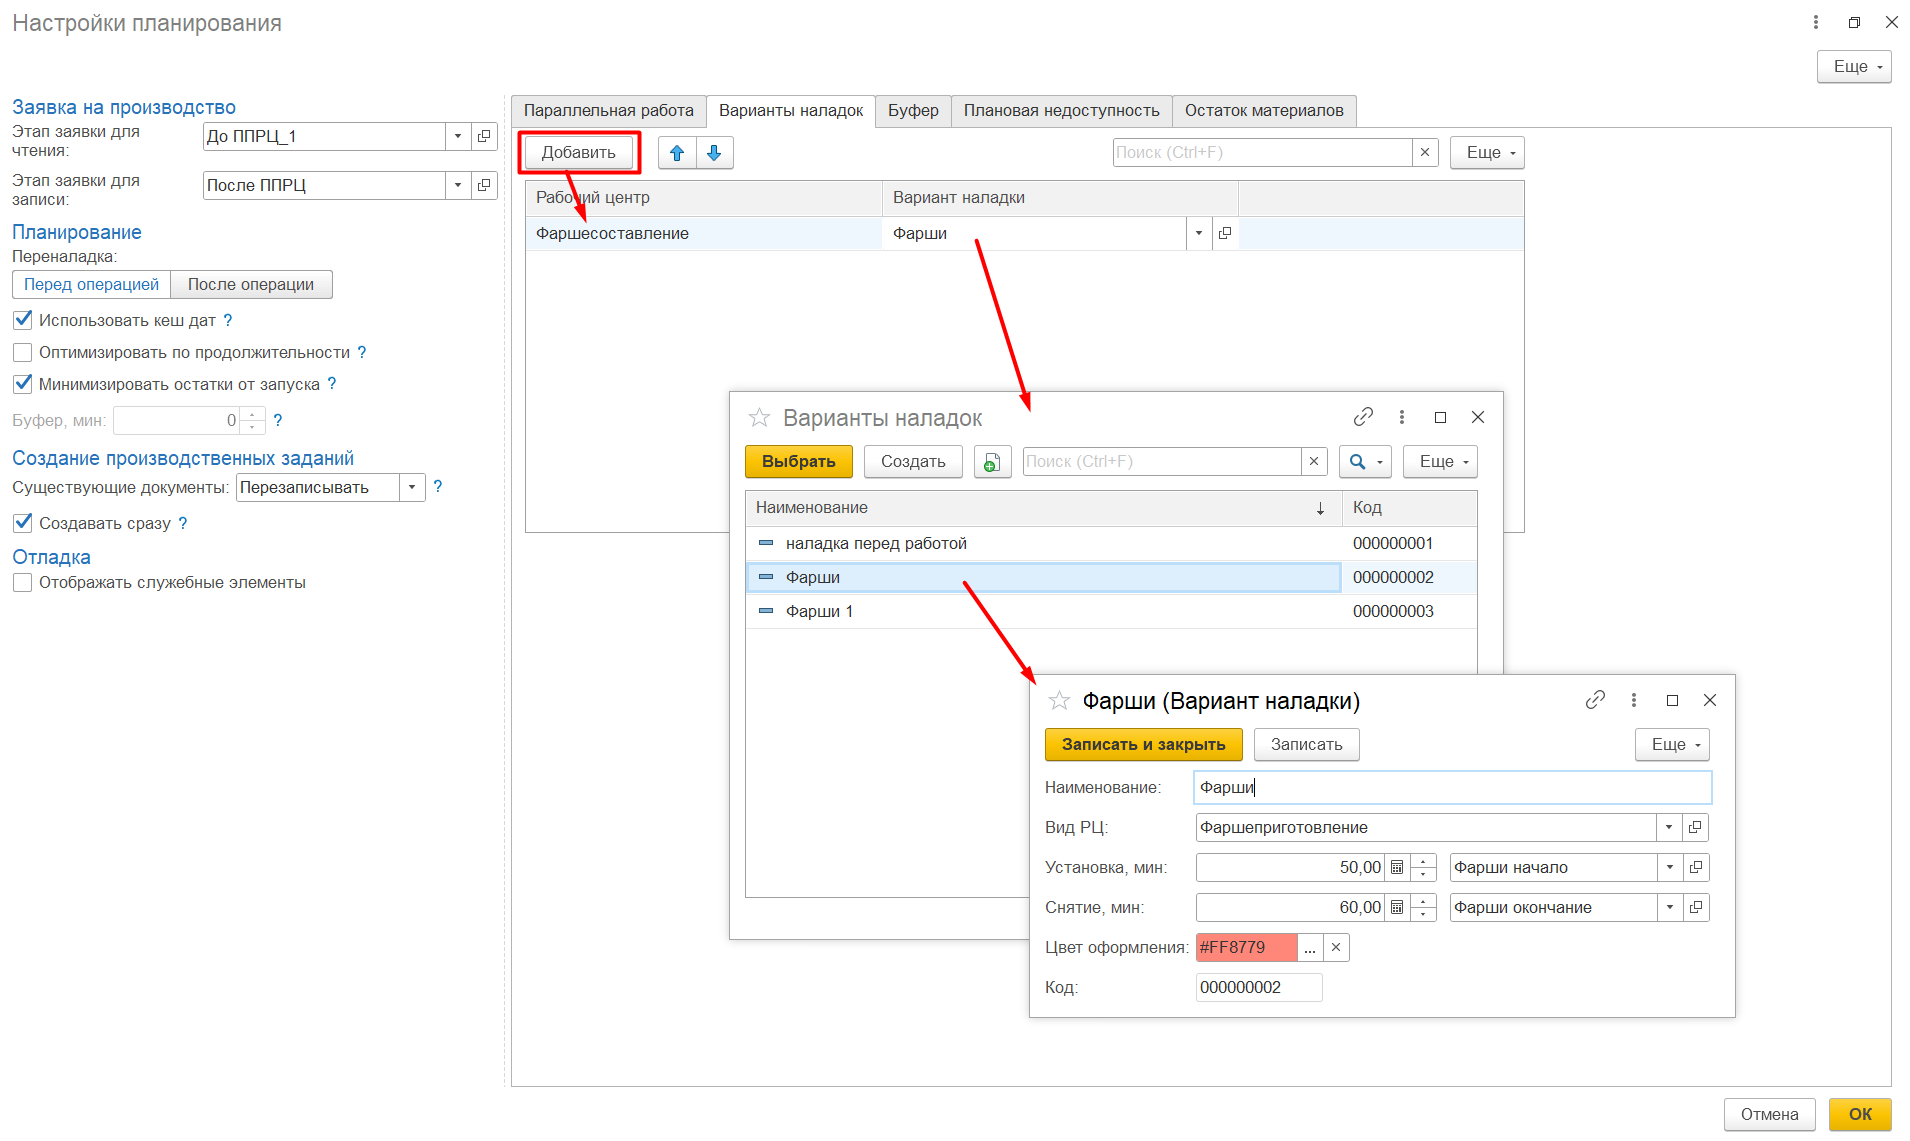 Настройки планирования
Еще
Заявка на производство
Этап заявки для чтения:
До ППРЦ_1
Этап заявки для записи:
После ППРЦ
Планирование
Переналадка:
Перед операцией
После операции
Использовать кеш дат ?
Оптимизировать по продолжительности ?
Минимизировать остатки от запуска ?
Буфер, мин: 0 ?
Создание производственных заданий
Существующие документы: Перезаписывать ?
Создавать сразу ?
Отладка
Отображать служебные элементы
Параллельная работа
Варианты наладок
Буфер
Плановая недоступность
Остаток материалов
Добавить
Поиск (Ctrl+F)
Еще
Рабочий центр
Вариант наладки
Фаршесоставление
Фарши
Варианты наладок
Выбрать
Создать
Поиск (Ctrl+F)
Еще
Наименование
Код
наладка перед работой 000000001
Фарши 000000002
Фарши 1 000000003
Фарши (Вариант наладки)
Записать и закрыть
Записать
Еще
Наименование: Фарши
Вид РЦ: Фаршеприготовление
Установка, мин: 50,00 Фарши начало
Снятие, мин: 60,00 Фарши окончание
Цвет оформления: #FF8779 ...
Код: 000000002
Отмена
ОК